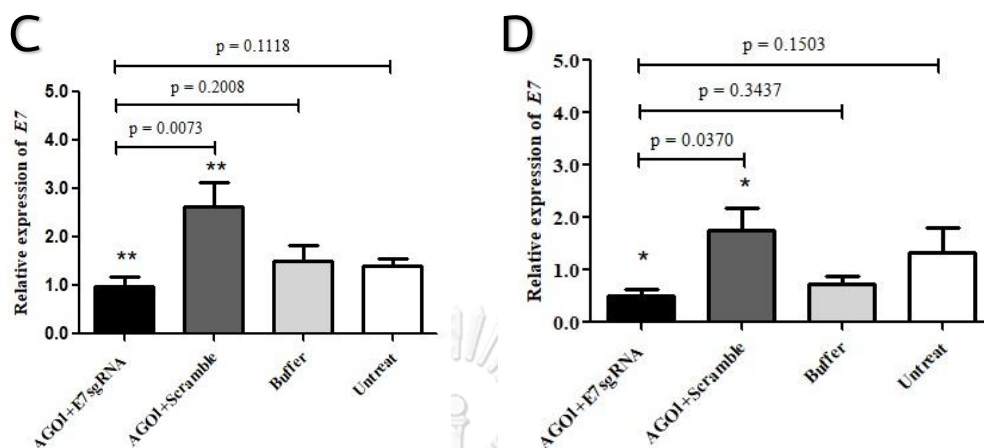 C
p = 0.1118
p = 0.2008
p = 0.0073
Relative expression of E7
5.0
4.0
3.0
2.0
1.0
0.0
**
**
AGO1+E7sgRNA
AGO1+Scramble
Buffer
Untreat
D
p = 0.1503
p = 0.3437
p = 0.0370
Relative expression of E7
5.0
4.0
3.0
2.0
1.0
0.0
*
*
AGO1+E7sgRNA
AGO1+Scramble
Buffer
Untreat